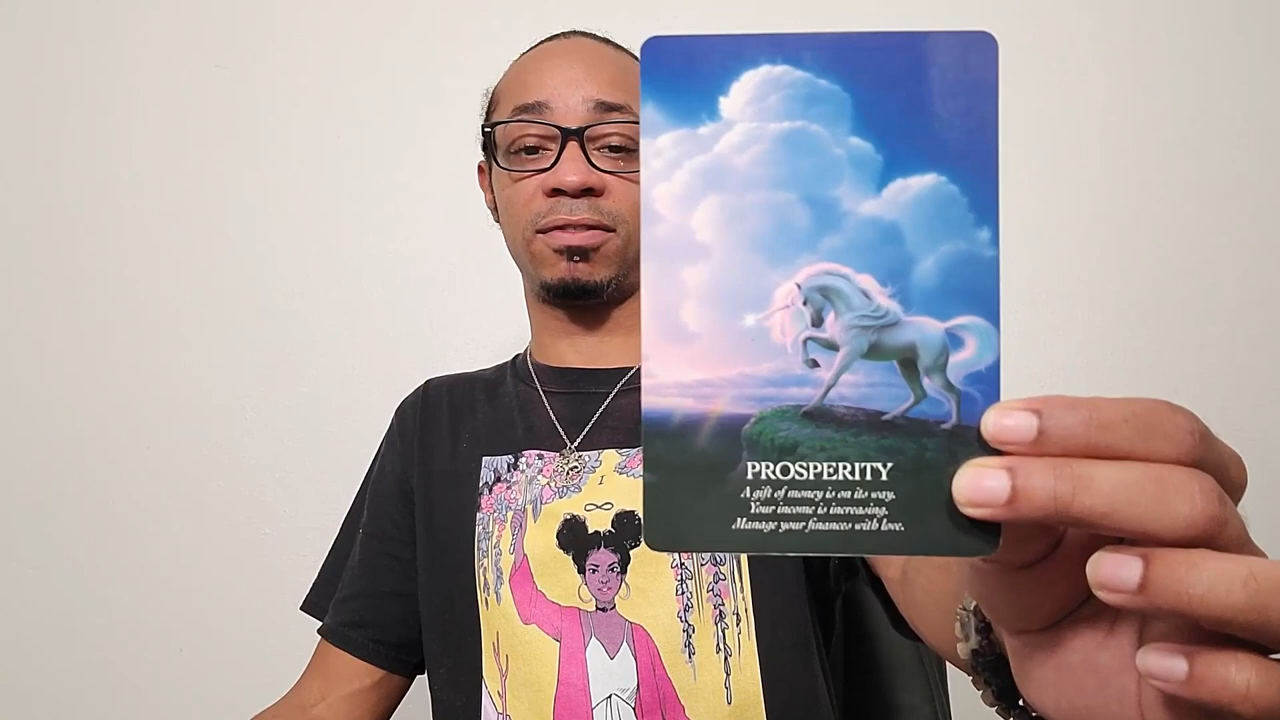 I
PROSPERITY
A gift of money is on its way.
Your income is increasing.
Manage your finances with love.